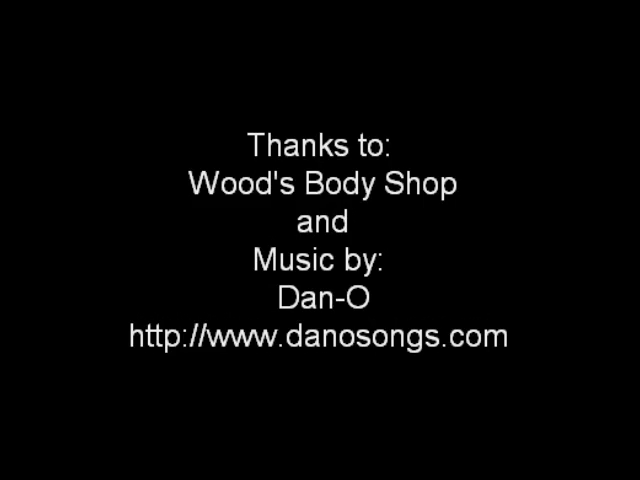 Thanks to:
Wood's Body Shop
and
Music by:
Dan-O
http://www.danosongs.com